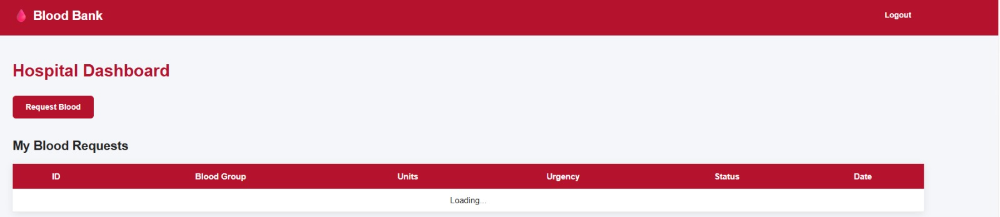 Blood Bank Logout
Hospital Dashboard
Request Blood
My Blood Requests
ID Blood Group Units Urgency Status Date
Loading...